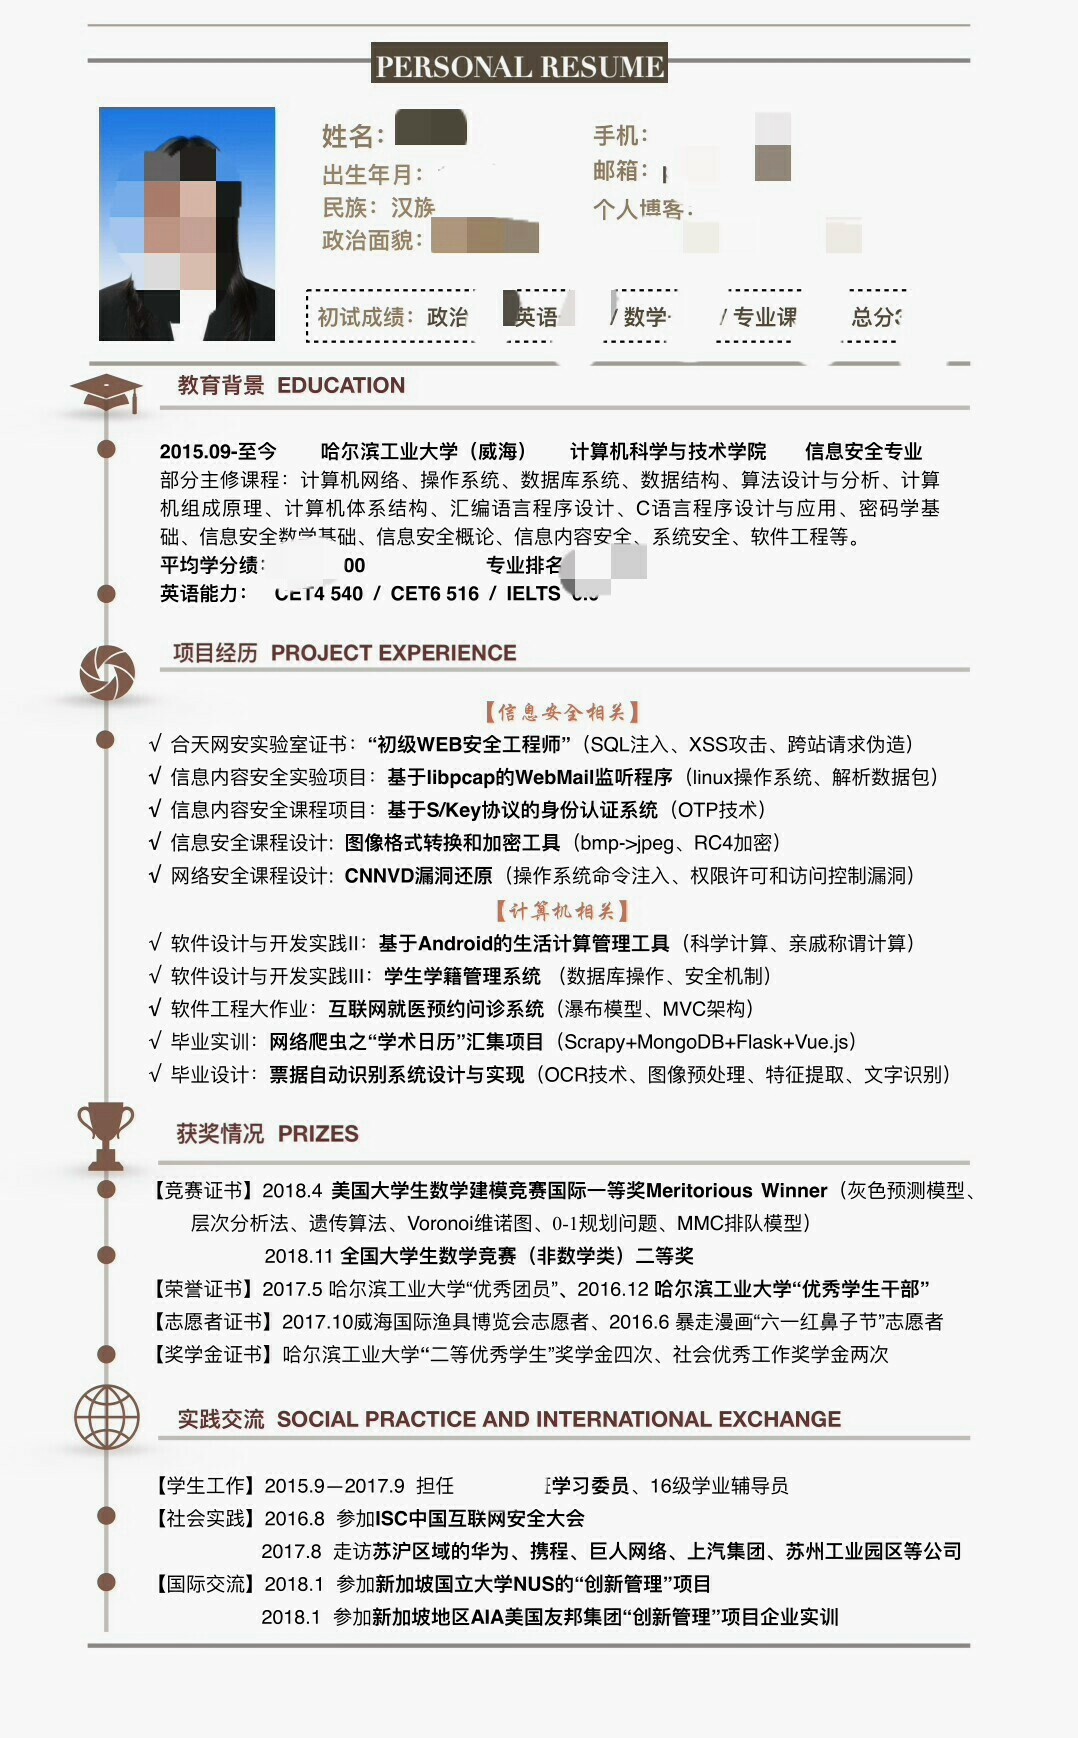 PERSONAL RESUME
姓名：
手机：
出生年月：
邮箱：
民族：汉族
个人博客：
政治面貌：
初试成绩：政治 英语 / 数学 / 专业课 总分
教育背景 EDUCATION
2015.09-至今 哈尔滨工业大学（威海） 计算机科学与技术学院 信息安全专业
部分主修课程：计算机网络、操作系统、数据库系统、数据结构、算法设计与分析、计算
机组成原理、计算机体系结构、汇编语言程序设计、C语言程序设计与应用、密码学基
础、信息安全数学基础、信息安全概论、信息内容安全、系统安全、软件工程等。
平均学分绩： 00 专业排名
英语能力： CET4 540 / CET6 516 / IELTS
项目经历 PROJECT EXPERIENCE
【信息安全相关】
√ 合天网安实验室证书：“初级WEB安全工程师”（SQL注入、XSS攻击、跨站请求伪造）
√ 信息内容安全实验项目：基于libpcap的WebMail监听程序（linux操作系统、解析数据包）
√ 信息内容安全课程项目：基于S/Key协议的身份认证系统（OTP技术）
√ 信息安全课程设计：图像格式转换和加密工具（bmp->jpeg、RC4加密）
√ 网络安全课程设计：CNNVD漏洞还原（操作系统命令注入、权限许可和访问控制漏洞）
【计算机相关】
√ 软件设计与开发实践II：基于Android的生活计算管理工具（科学计算、亲戚称谓计算）
√ 软件设计与开发实践III：学生学籍管理系统 （数据库操作、安全机制）
√ 软件工程大作业：互联网就医预约问诊系统（瀑布模型、MVC架构）
√ 毕业实训：网络爬虫之“学术日历”汇集项目（Scrapy+MongoDB+Flask+Vue.js）
√ 毕业设计：票据自动识别系统设计与实现（OCR技术、图像预处理、特征提取、文字识别）
获奖情况 PRIZES
【竞赛证书】2018.4 美国大学生数学建模竞赛国际一等奖Meritorious Winner（灰色预测模型、
层次分析法、遗传算法、Voronoi维诺图、0-1规划问题、MMC排队模型）
2018.11 全国大学生数学竞赛（非数学类）二等奖
【荣誉证书】2017.5 哈尔滨工业大学“优秀团员”、2016.12 哈尔滨工业大学“优秀学生干部”
【志愿者证书】2017.10威海国际渔具博览会志愿者、2016.6 暴走漫画“六一红鼻子节”志愿者
【奖学金证书】哈尔滨工业大学“二等优秀学生”奖学金四次、社会优秀工作奖学金两次
实践交流 SOCIAL PRACTICE AND INTERNATIONAL EXCHANGE
【学生工作】2015.9—2017.9 担任 学习委员、16级学业辅导员
【社会实践】2016.8 参加ISC中国互联网安全大会
2017.8 走访苏沪区域的华为、携程、巨人网络、上汽集团、苏州工业园区等公司
【国际交流】2018.1 参加新加坡国立大学NUS的“创新管理”项目
2018.1 参加新加坡地区AIA美国友邦集团“创新管理”项目企业实训